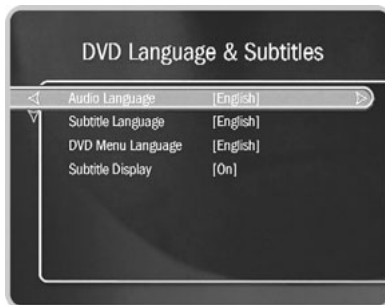 DVD Language & Subtitles
Audio Language [English]
Subtitle Language [English]
DVD Menu Language [English]
Subtitle Display [On]